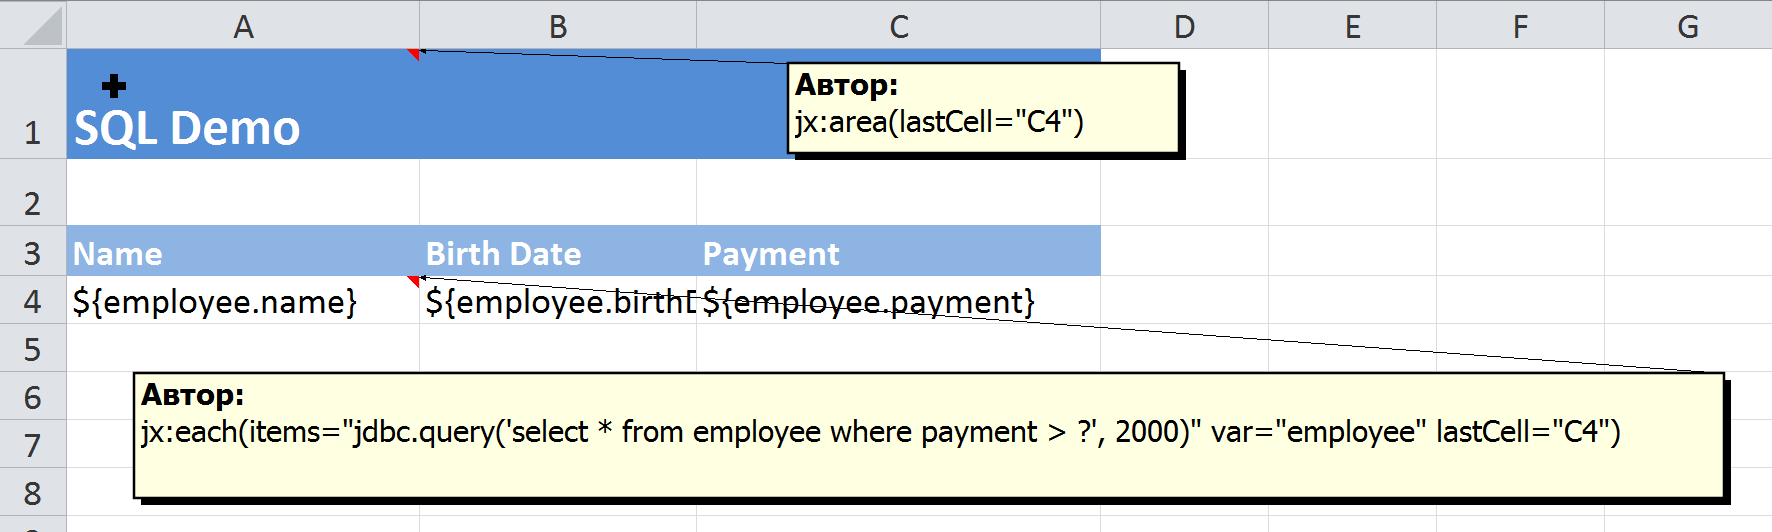 A B C D E F G
1 SQL Demo
Автор:
jx:area(lastCell="C4")
2
3 Name Birth Date Payment
4 ${employee.name} ${employee.birthD ${employee.payment}
5
6 Автор:
7 jx:each(items="jdbc.query('select * from employee where payment > ?', 2000)" var="employee" lastCell="C4")
8